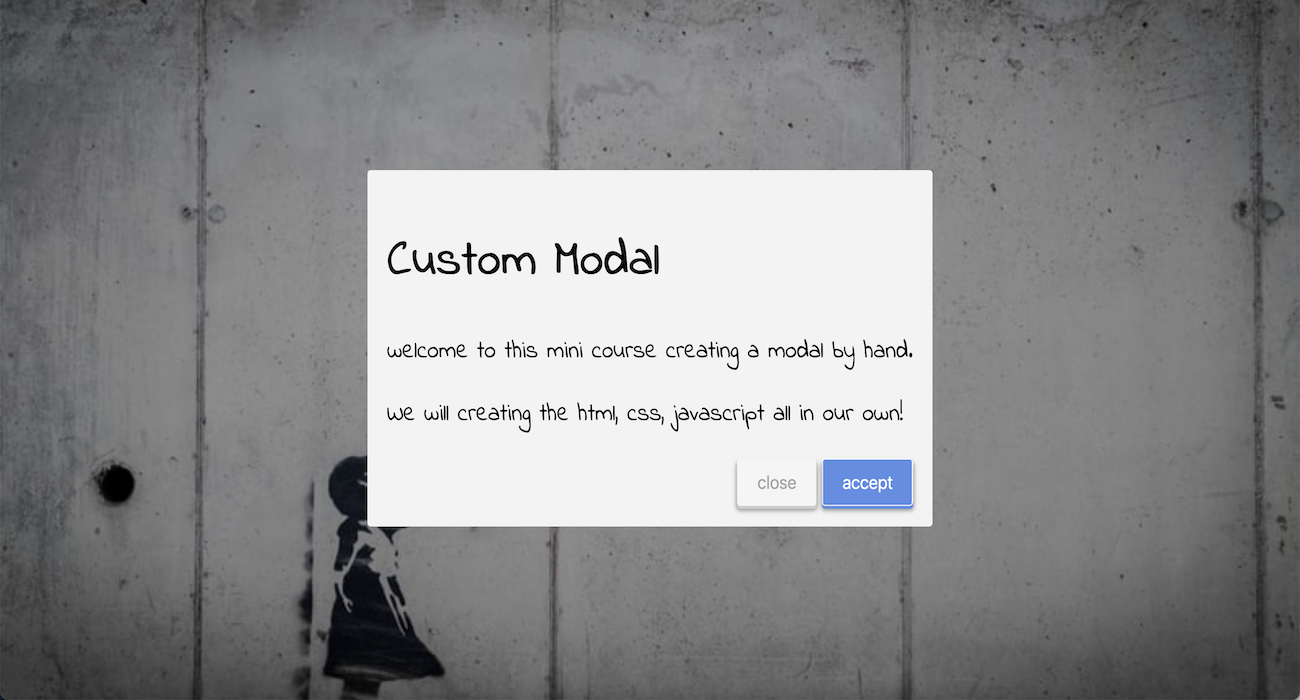 Custom Modal
welcome to this mini course creating a modal by hand.
we will creating the html, css, javascript all in our own!
close
accept